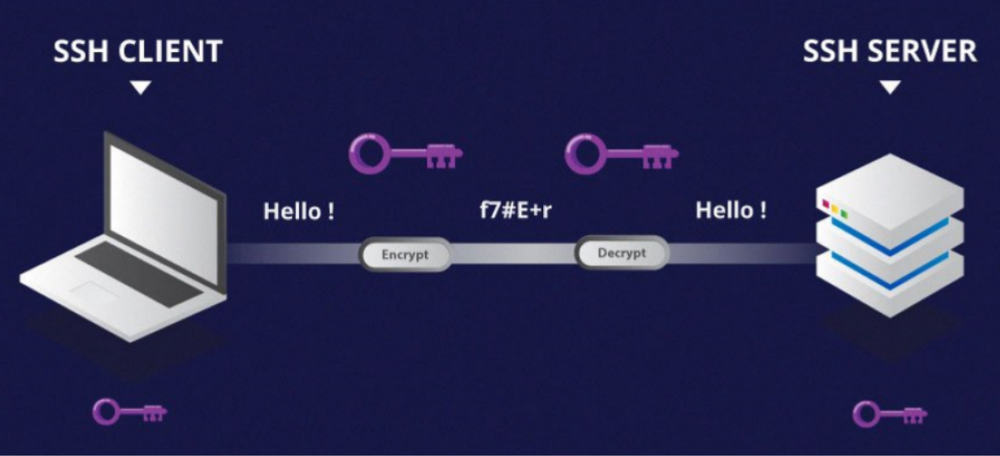 SSH CLIENT
SSH SERVER
Hello !
f7#E+r
Hello !
Encrypt
Decrypt